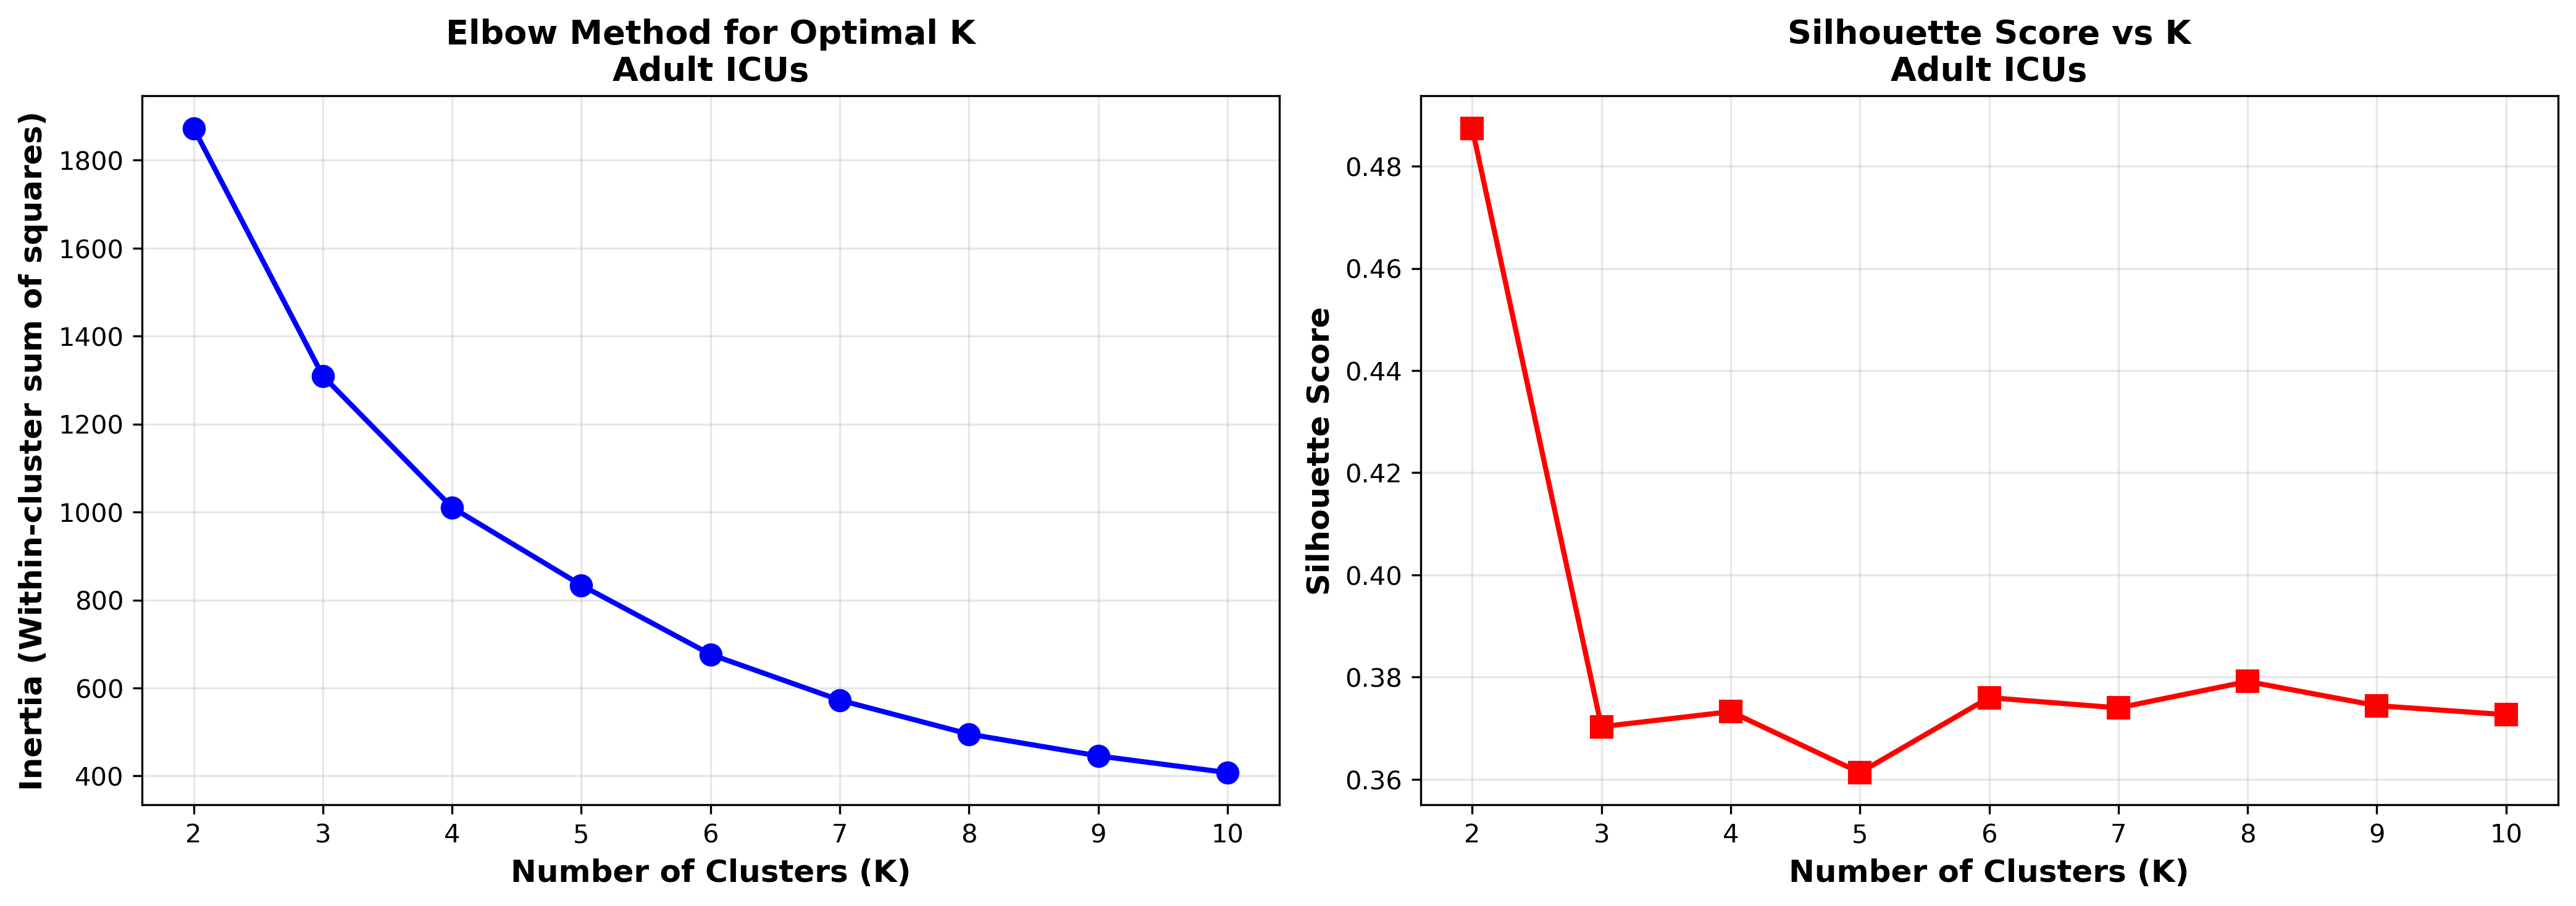 Elbow Method for Optimal K
Adult ICUs
Inertia (Within-cluster sum of squares)
1800
1600
1400
1200
1000
800
600
400
2 3 4 5 6 7 8 9 10
Number of Clusters (K)
Silhouette Score vs K
Adult ICUs
Silhouette Score
0.48
0.46
0.44
0.42
0.40
0.38
0.36
2 3 4 5 6 7 8 9 10
Number of Clusters (K)